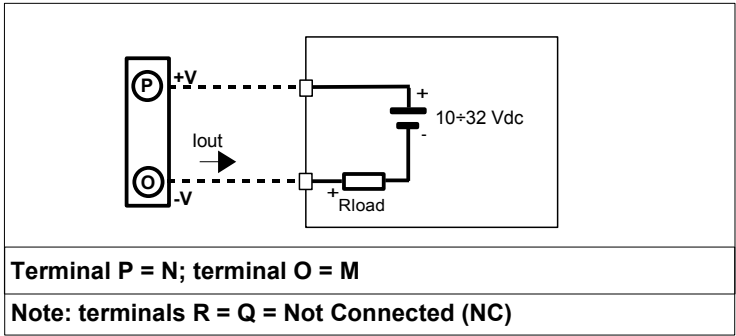 P
+V
+
10÷32 Vdc
-
Iout
O
-V
+
Rload
Terminal P = N; terminal O = M
Note: terminals R = Q = Not Connected (NC)